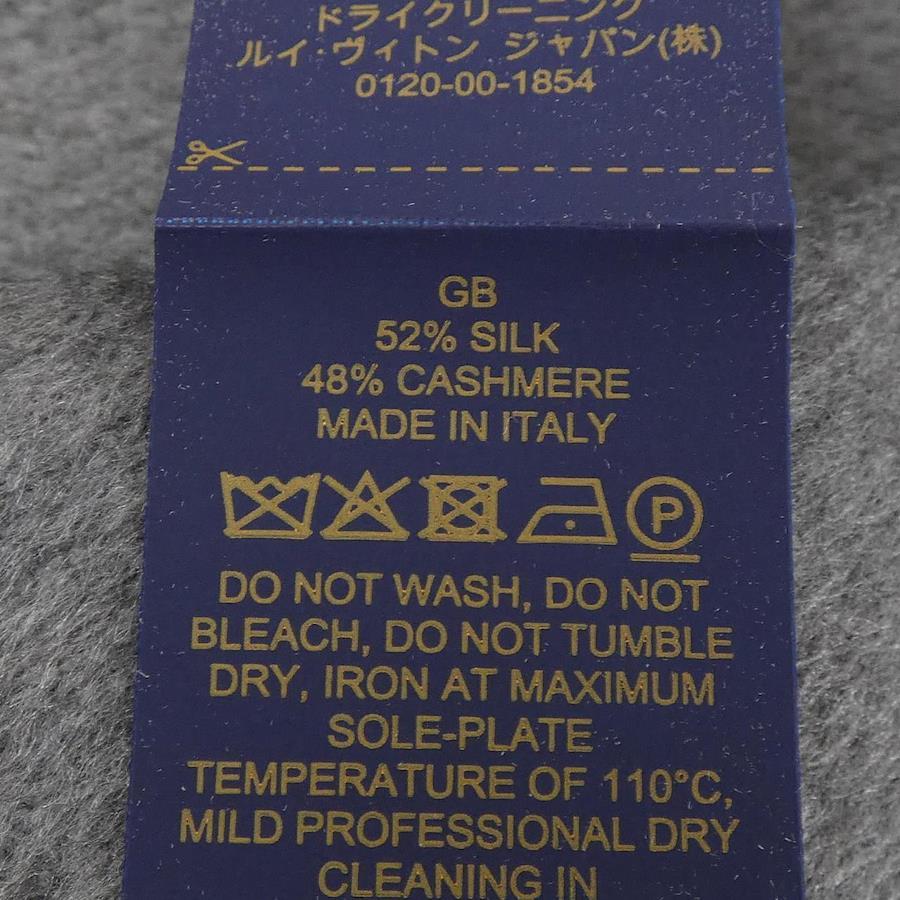 ドライクリーニング
ルイ・ヴィトン ジャパン(株)
0120-00-1854
GB
52% SILK
48% CASHMERE
MADE IN ITALY
P
DO NOT WASH, DO NOT
BLEACH, DO NOT TUMBLE
DRY, IRON AT MAXIMUM
SOLE-PLATE
TEMPERATURE OF 110°C,
MILD PROFESSIONAL DRY
CLEANING IN